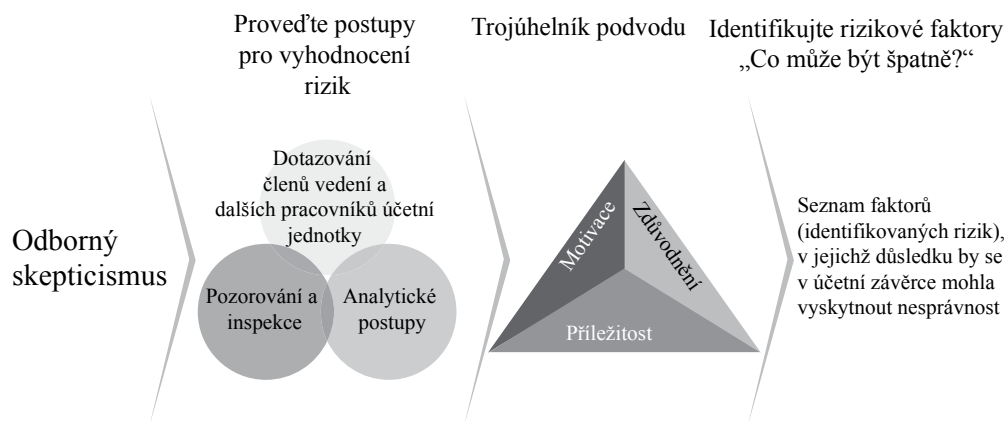 Proveďte postupy
pro vyhodnocení
rizik
Trojúhelník podvodu
Identifikujte rizikové faktory
„Co může být špatně?“
Odborný
skepticismus
Dotazování
členů vedení a
dalších pracovníků účetní
jednotky
Pozorování a
inspekce
Analytické
postupy
Motivace
Zdůvodnění
Příležitost
Seznam faktorů
(identifikovaných rizik),
v jejichž důsledku by se
v účetní závěrce mohla
vyskytnout nesprávnost